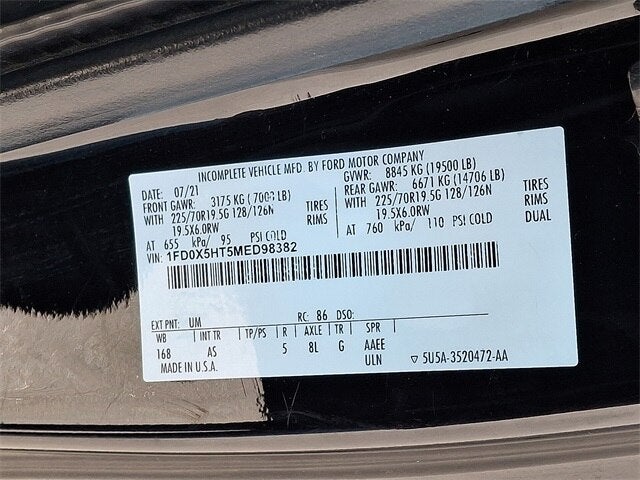 INCOMPLETE VEHICLE MFD. BY FORD MOTOR COMPANY
DATE: 07/21 GVWR: 8845 KG (19500 LB)
FRONT GAWR: 3175 KG (7000 LB) REAR GAWR: 6671 KG (14706 LB)
WITH 225/70R19.5G 128/126N TIRES WITH 225/70R19.5G 128/126N TIRES
19.5X6.0RW RIMS 19.5X6.0RW RIMS
AT 655 kPa/ 95 PSI COLD AT 760 kPa/ 110 PSI COLD DUAL
VIN: 1FD0X5HT5MED98382
EXT PNT: UM RC: 86 DSO:
WB INT TR TP/PS R AXLE TR SPR
168 AS 5 8L G AAEE
MADE IN U.S.A. ULN ▽ 5U5A-3520472-AA